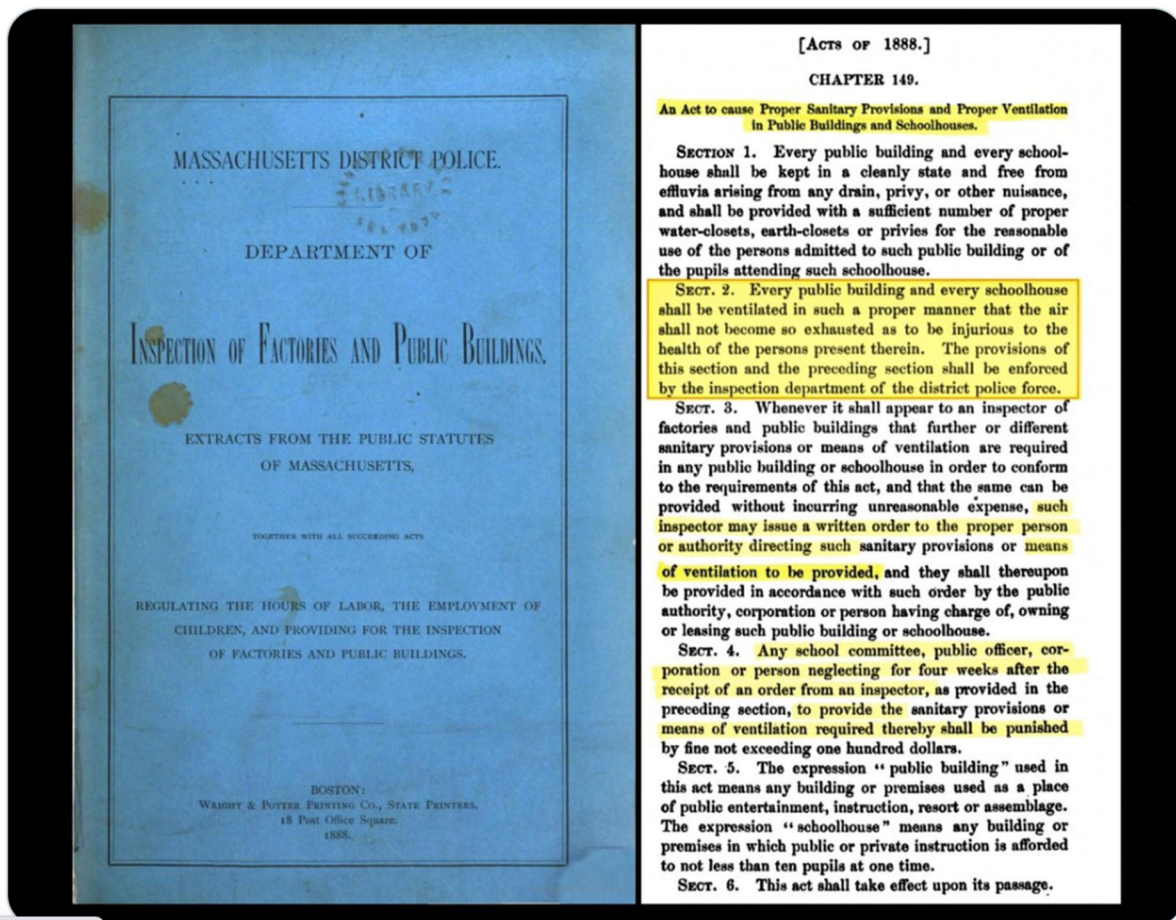 MASSACHUSETTS DISTRICT POLICE.
LIBRARY
DEPARTMENT OF
INSPECTION OF FACTORIES AND PUBLIC BUILDINGS.
EXTRACTS FROM THE PUBLIC STATUTES
OF MASSACHUSETTS,
TOGETHER WITH ALL SUCCEEDING ACTS
REGULATING THE HOURS OF LABOR, THE EMPLOYMENT OF
CHILDREN, AND PROVIDING FOR THE INSPECTION
OF FACTORIES AND PUBLIC BUILDINGS.
BOSTON:
WRIGHT & POTTER PRINTING CO., STATE PRINTERS,
18 Post Office Square.
1888.
[ACTS OF 1888.]
CHAPTER 149.
An Act to cause Proper Sanitary Provisions and Proper Ventilation
in Public Buildings and Schoolhouses.
SECTION 1. Every public building and every school-
house shall be kept in a cleanly state and free from
effluvia arising from any drain, privy, or other nuisance,
and shall be provided with a sufficient number of proper
water-closets, earth-closets or privies for the reasonable
use of the persons admitted to such public building or of
the pupils attending such schoolhouse.
SECT. 2. Every public building and every schoolhouse
shall be ventilated in such a proper manner that the air
shall not become so exhausted as to be injurious to the
health of the persons present therein. The provisions of
this section and the preceding section shall be enforced
by the inspection department of the district police force.
SECT. 3. Whenever it shall appear to an inspector of
factories and public buildings that further or different
sanitary provisions or means of ventilation are required
in any public building or schoolhouse in order to conform
to the requirements of this act, and that the same can be
provided without incurring unreasonable expense, such
inspector may issue a written order to the proper person
or authority directing such sanitary provisions or means
of ventilation to be provided, and they shall thereupon
be provided in accordance with such order by the public
authority, corporation or person having charge of, owning
or leasing such public building or schoolhouse.
SECT. 4. Any school committee, public officer, cor-
poration or person neglecting for four weeks after the
receipt of an order from an inspector, as provided in the
preceding section, to provide the sanitary provisions or
means of ventilation required thereby shall be punished
by fine not exceeding one hundred dollars.
SECT. 5. The expression "public building" used in
this act means any building or premises used as a place
of public entertainment, instruction, resort or assemblage.
The expression "schoolhouse" means any building or
premises in which public or private instruction is afforded
to not less than ten pupils at one time.
SECT. 6. This act shall take effect upon its passage.